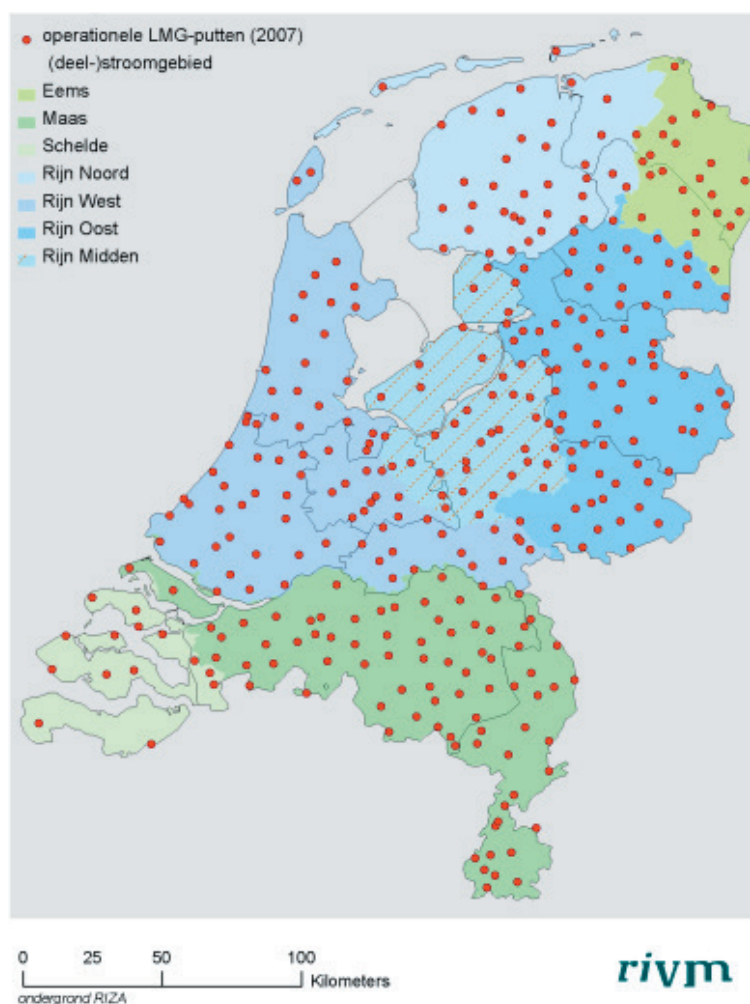 operationele LMG-putten (2007)
(deel-)stroomgebied
Eems
Maas
Schelde
Rijn Noord
Rijn West
Rijn Oost
Rijn Midden
0 25 50 100
Kilometers
ondergrond RIZA
rivm